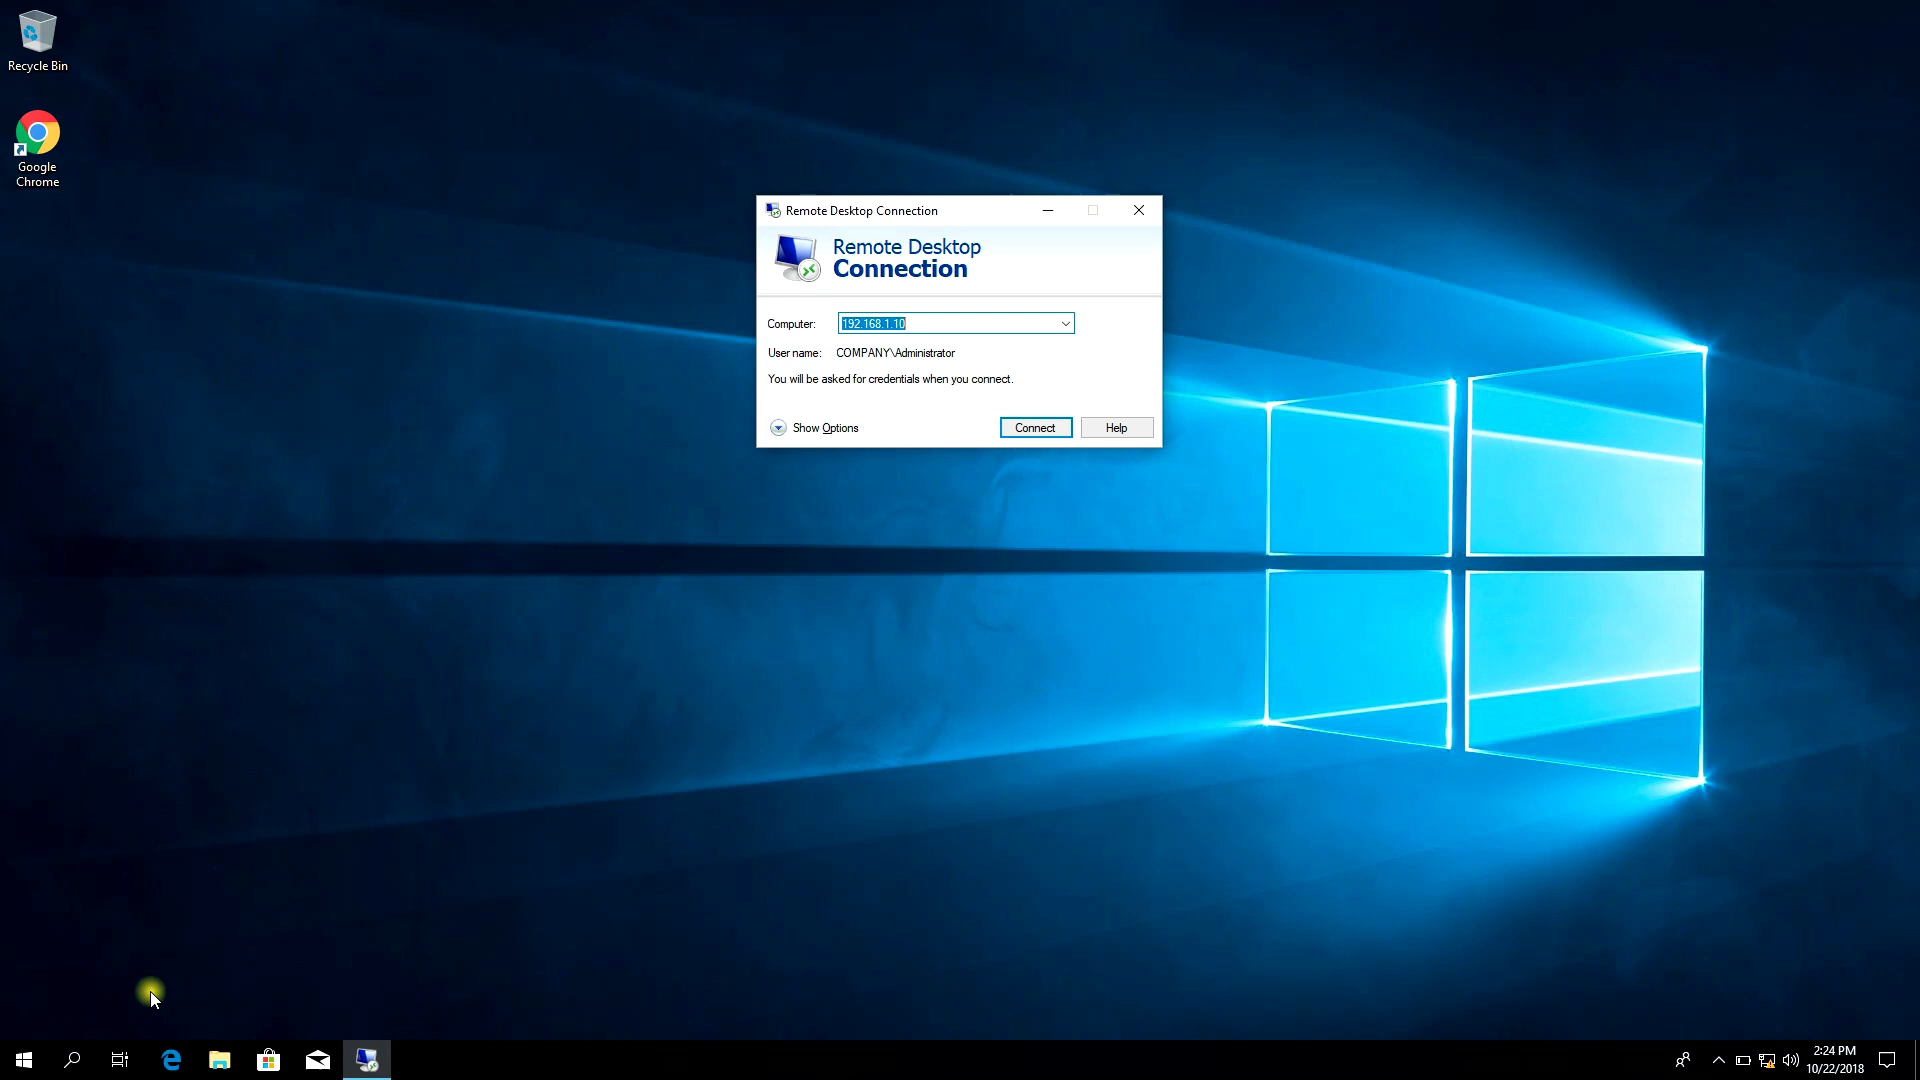 Recycle Bin
Google
Chrome
Remote Desktop Connection
Remote Desktop
Connection
Computer: 192.168.1.10
User name: COMPANY\Administrator
You will be asked for credentials when you connect.
Show Options Connect Help
2:24 PM
10/22/2018